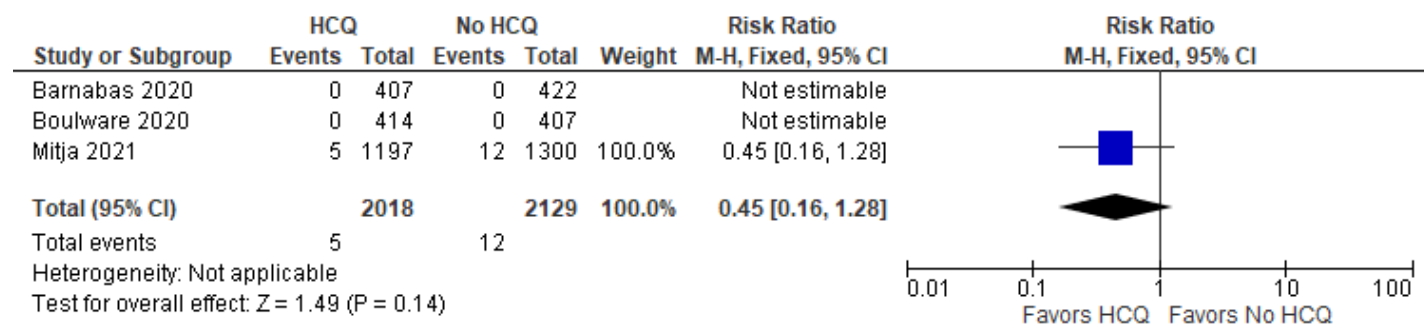 HCQ No HCQ Risk Ratio Risk Ratio
Study or Subgroup Events Total Events Total Weight M-H, Fixed, 95% CI M-H, Fixed, 95% CI
Barnabas 2020 0 407 0 422 Not estimable
Boulware 2020 0 414 0 407 Not estimable
Mitja 2021 5 1197 12 1300 100.0% 0.45 [0.16, 1.28]
Total (95% CI) 2018 2129 100.0% 0.45 [0.16, 1.28]
Total events 5 12
Heterogeneity: Not applicable
Test for overall effect: Z = 1.49 (P = 0.14)
0.01 0.1 1 10 100
Favors HCQ Favors No HCQ